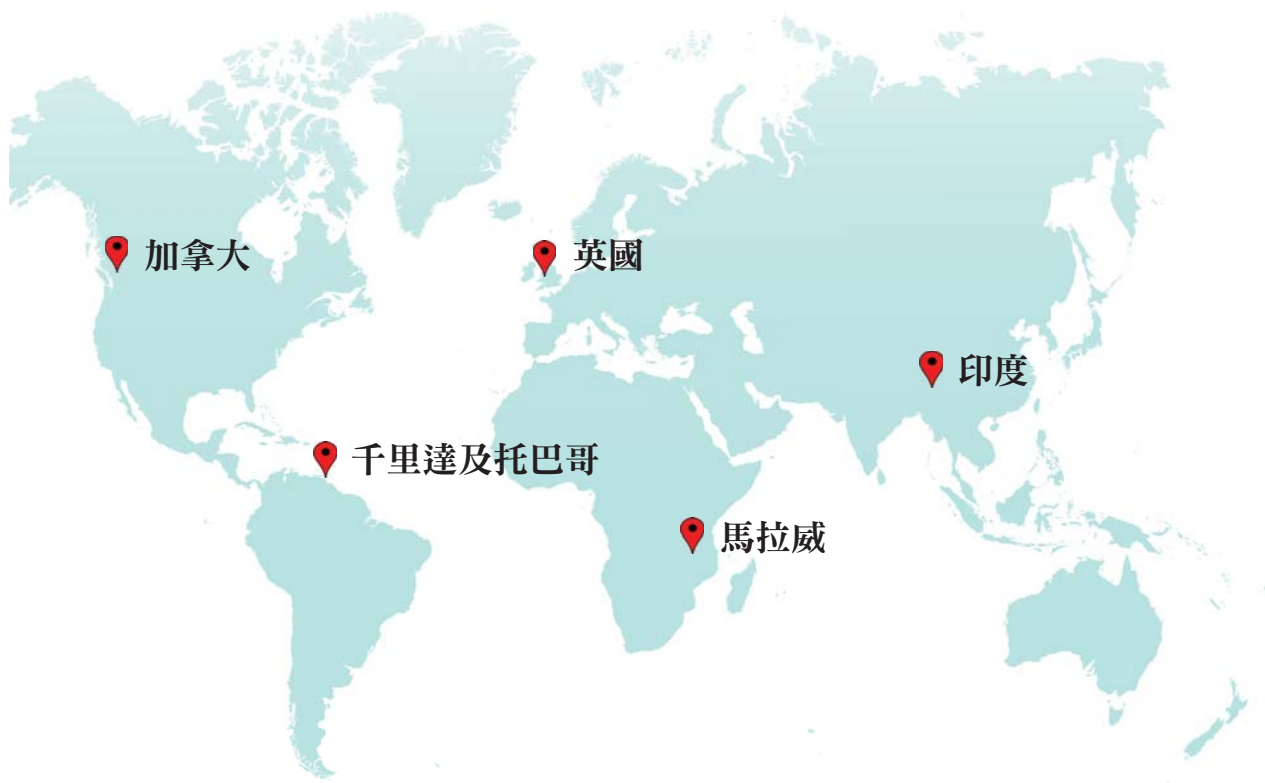 加拿大
英國
印度
千里達及托巴哥
馬拉威